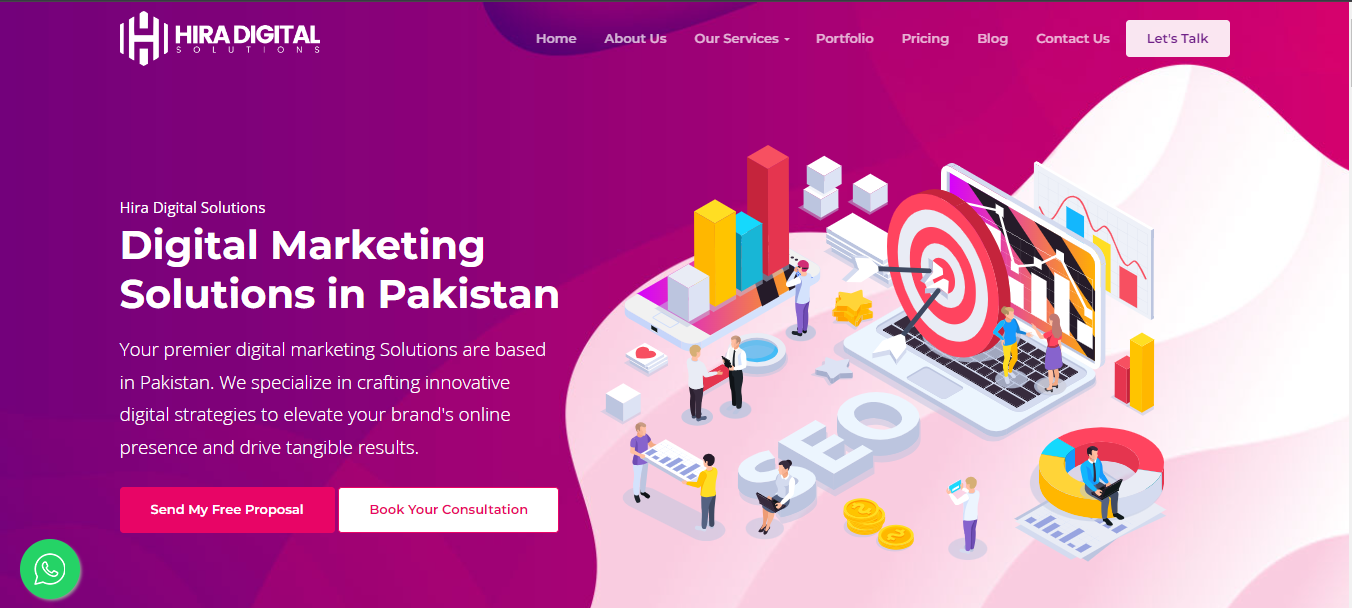 HIRA DIGITAL
SOLUTIONS
Home About Us Our Services Portfolio Pricing Blog Contact Us Let's Talk
Hira Digital Solutions
Digital Marketing
Solutions in Pakistan
Your premier digital marketing Solutions are based
in Pakistan. We specialize in crafting innovative
digital strategies to elevate your brand's online
presence and drive tangible results.
Send My Free Proposal Book Your Consultation
SEO